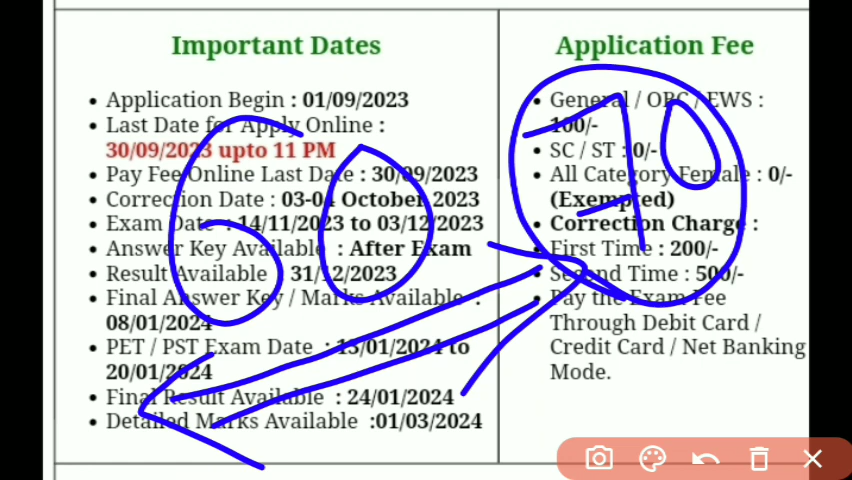 Important Dates
Application Begin : 01/09/2023
Last Date for Apply Online :
30/09/2023 upto 11 PM
Pay Fee Online Last Date : 30/09/2023
Correction Date : 03-04 October 2023
Exam Date : 14/11/2023 to 03/12/2023
Answer Key Available : After Exam
Result Available : 31/12/2023
Final Answer Key / Marks Available :
08/01/2024
PET / PST Exam Date : 13/01/2024 to
20/01/2024
Final Result Available : 24/01/2024
Detailed Marks Available :01/03/2024
Application Fee
General / OBC / EWS :
100/-
SC / ST : 0/-
All Category Female : 0/-
(Exempted)
Correction Charge :
First Time : 200/-
Second Time : 500/-
Pay the Exam Fee
Through Debit Card /
Credit Card / Net Banking
Mode.
60
70